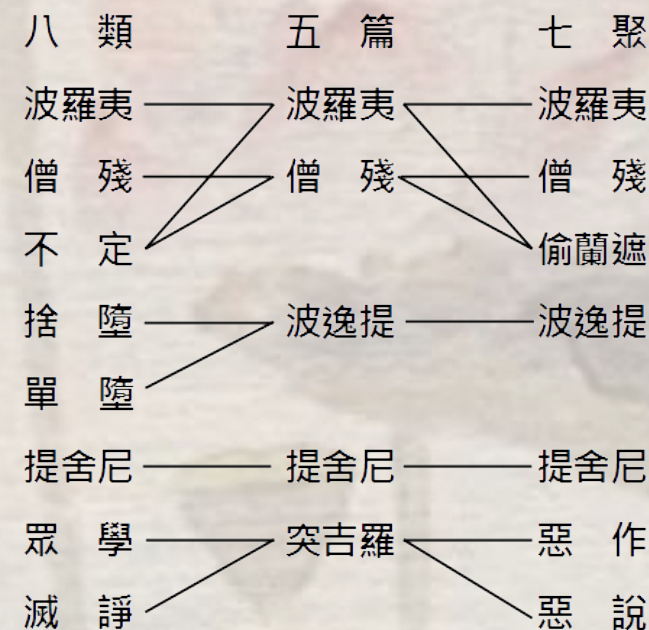 八 類 五 篇 七 聚
波羅夷 波羅夷 波羅夷
僧 殘 僧 殘 僧 殘
不 定 偷蘭遮
捨 墮 波逸提 波逸提
單 墮
提舍尼 提舍尼 提舍尼
眾 學 突吉羅 惡 作
滅 諍 惡 說